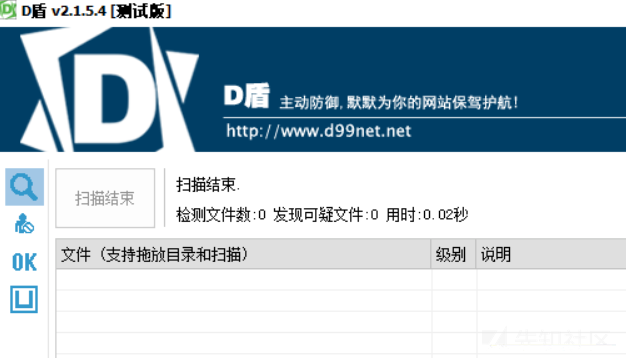 D盾 v2.1.5.4 [测试版]
D盾 主动防御,默默为你的网站保驾护航!
http://www.d99net.net
扫描结束
扫描结束.
检测文件数:0 发现可疑文件:0 用时:0.02秒
OK
文件（支持拖放目录和扫描） 级别 说明